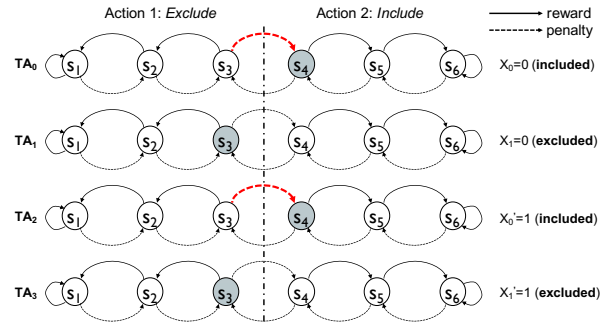 Action 1: Exclude Action 2: Include
reward
penalty
TA₀ S₁ S₂ S₃ S₄ S₅ S₆ X₀=0 (included)
TA₁ S₁ S₂ S₃ S₄ S₅ S₆ X₁=0 (excluded)
TA₂ S₁ S₂ S₃ S₄ S₅ S₆ X₀'=1 (included)
TA₃ S₁ S₂ S₃ S₄ S₅ S₆ X₁'=1 (excluded)